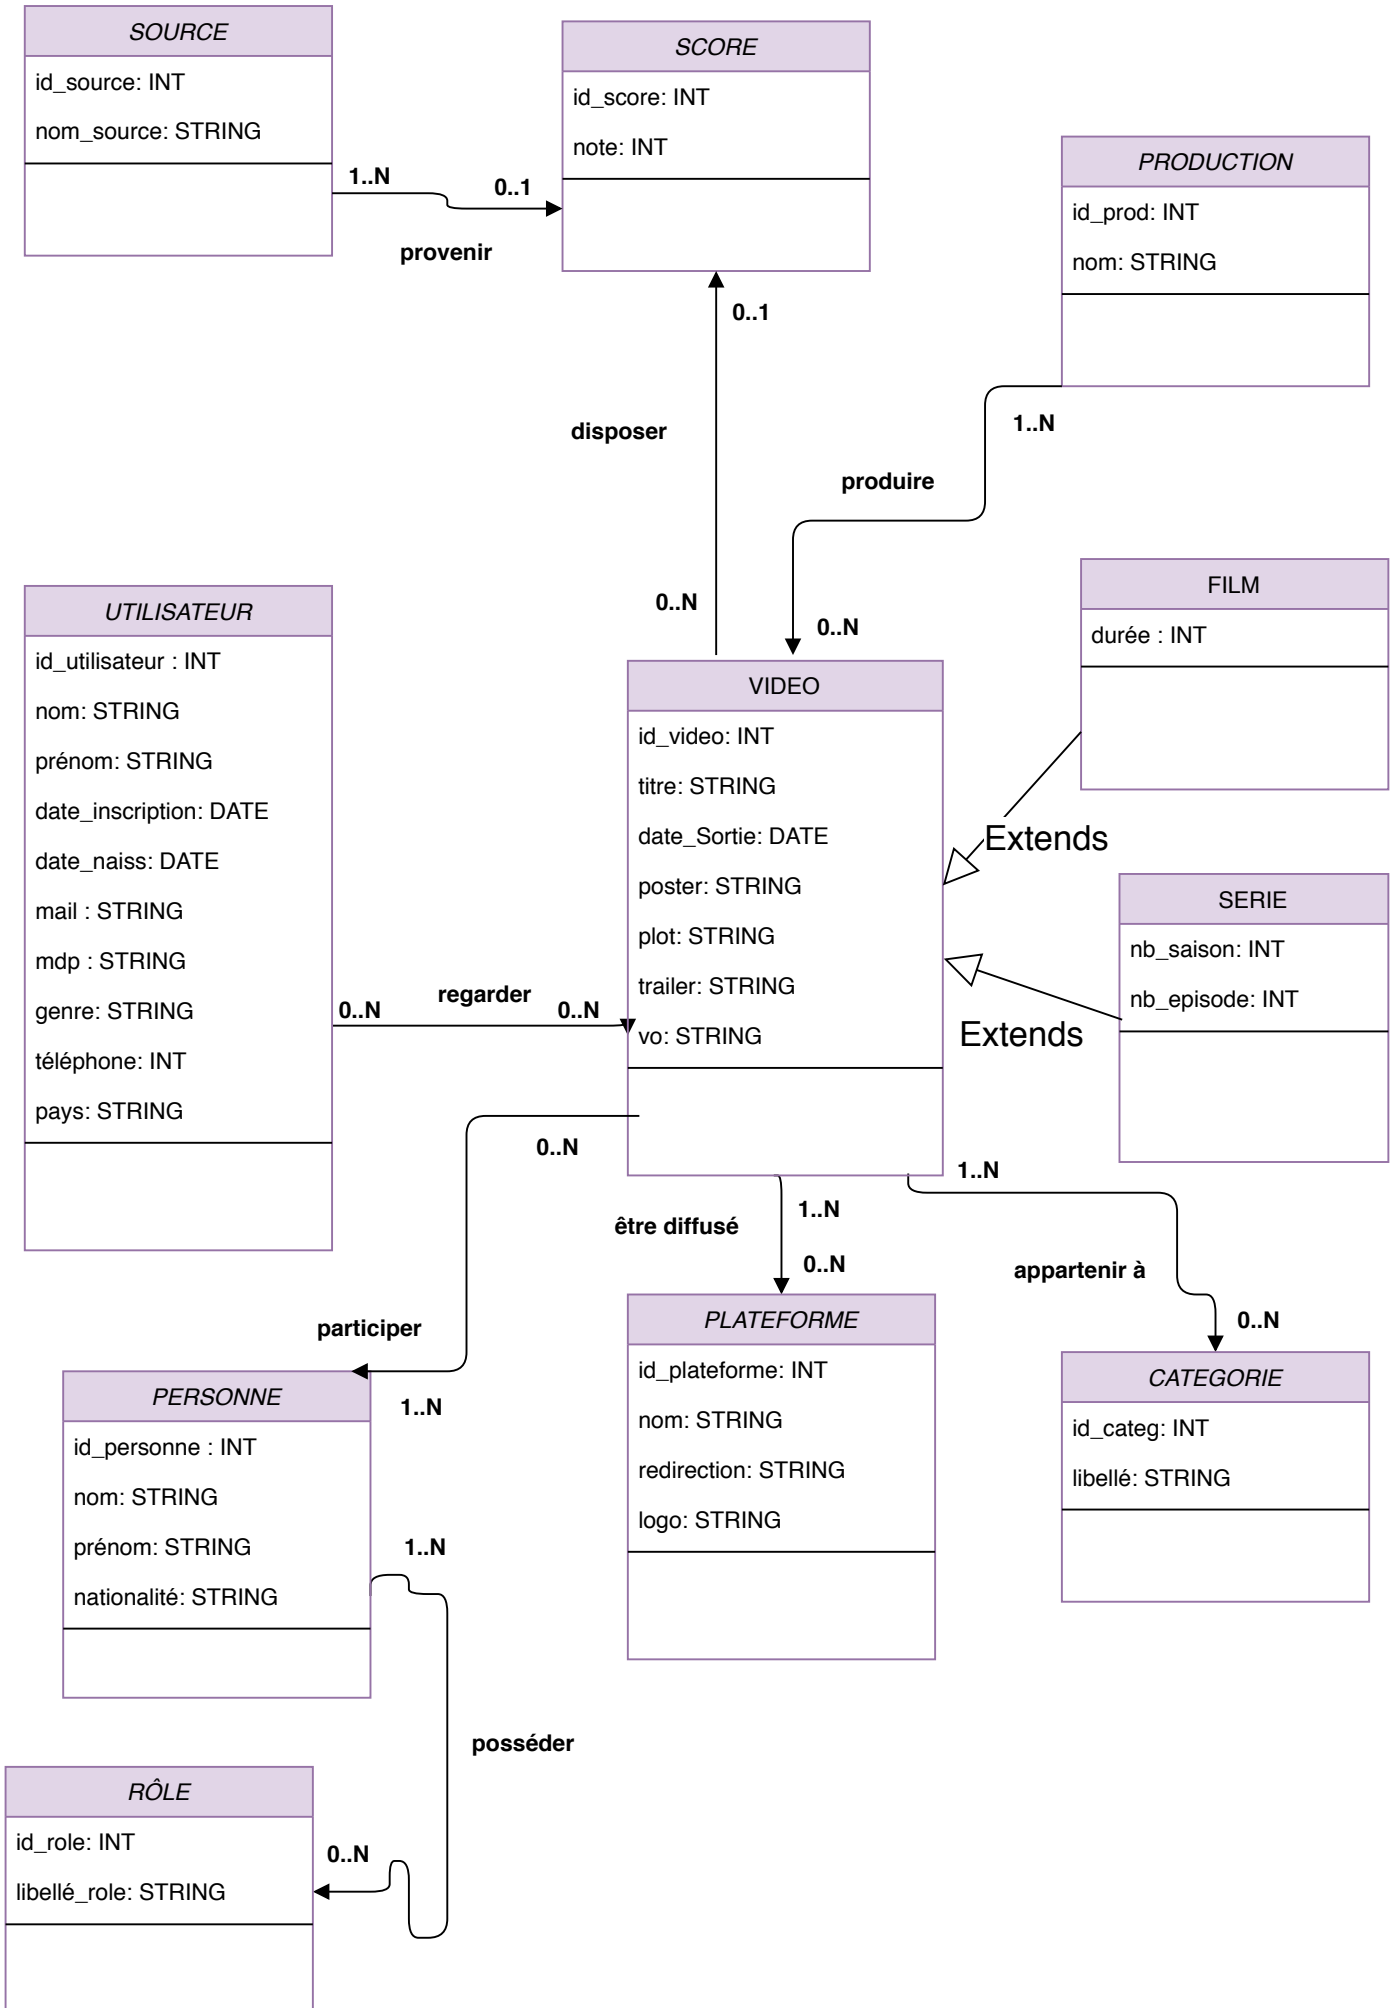 SOURCE
id_source: INT
nom_source: STRING
SCORE
id_score: INT
note: INT
PRODUCTION
id_prod: INT
nom: STRING
1..N
0..1
provenir
0..1
1..N
disposer
produire
0..N
0..N
FILM
durée : INT
UTILISATEUR
id_utilisateur : INT
nom: STRING
prénom: STRING
date_inscription: DATE
date_naiss: DATE
mail : STRING
mdp : STRING
genre: STRING
téléphone: INT
pays: STRING
VIDEO
id_video: INT
titre: STRING
date_Sortie: DATE
poster: STRING
plot: STRING
trailer: STRING
vo: STRING
Extends
SERIE
nb_saison: INT
nb_episode: INT
Extends
0..N
regarder
0..N
0..N
1..N
être diffusé
1..N
0..N
appartenir à
0..N
participer
1..N
PERSONNE
id_personne : INT
nom: STRING
prénom: STRING
nationalité: STRING
PLATEFORME
id_plateforme: INT
nom: STRING
redirection: STRING
logo: STRING
CATEGORIE
id_categ: INT
libellé: STRING
1..N
posséder
0..N
RÔLE
id_role: INT
libellé_role: STRING